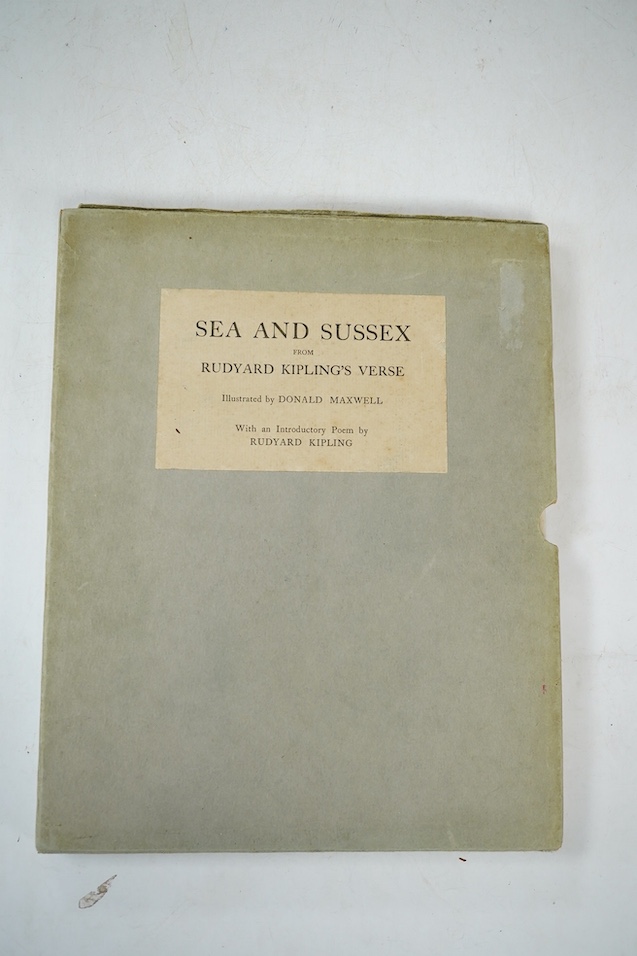 SEA AND SUSSEX
FROM
RUDYARD KIPLING'S VERSE
Illustrated by DONALD MAXWELL
With an Introductory Poem by
RUDYARD KIPLING